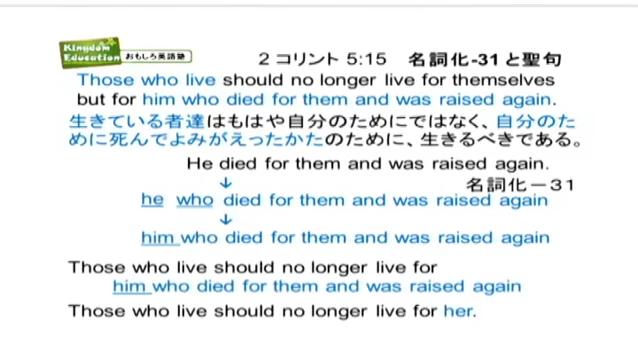 Kingdom
Education おもしろ英語塾
2 コリント 5:15 名詞化-31 と聖句
Those who live should no longer live for themselves
but for him who died for them and was raised again.
生きている者達はもはや自分のためにではなく、自分のた
めに死んでよみがえったかたのために、生きるべきである。
He died for them and was raised again.
↓ 名詞化－31
he who died for them and was raised again
↓
him who died for them and was raised again
Those who live should no longer live for
him who died for them and was raised again
Those who live should no longer live for her.